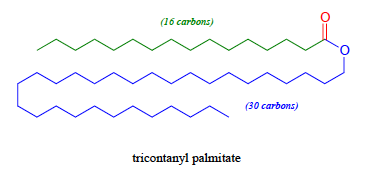 (16 carbons)
O
O
(30 carbons)
tricontanyl palmitate